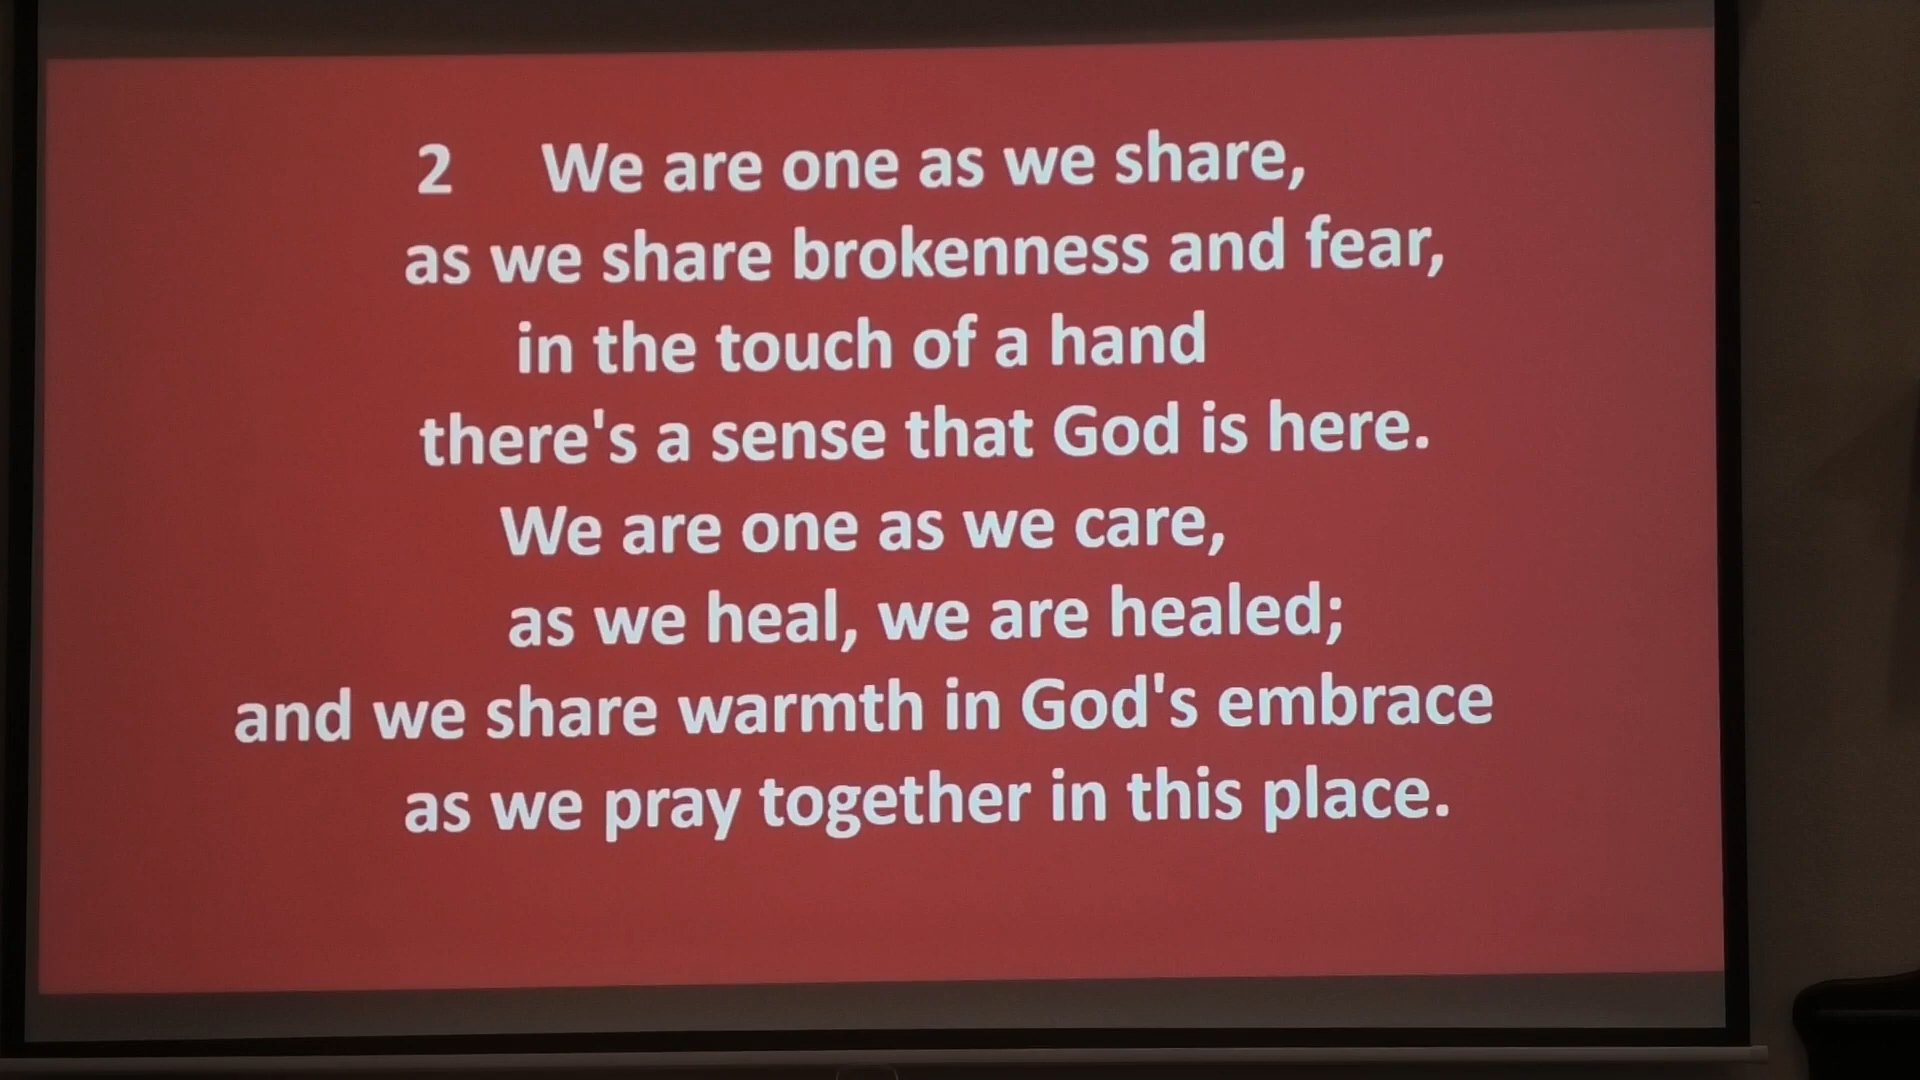 2 We are one as we share,
as we share brokenness and fear,
in the touch of a hand
there's a sense that God is here.
We are one as we care,
as we heal, we are healed;
and we share warmth in God's embrace
as we pray together in this place.